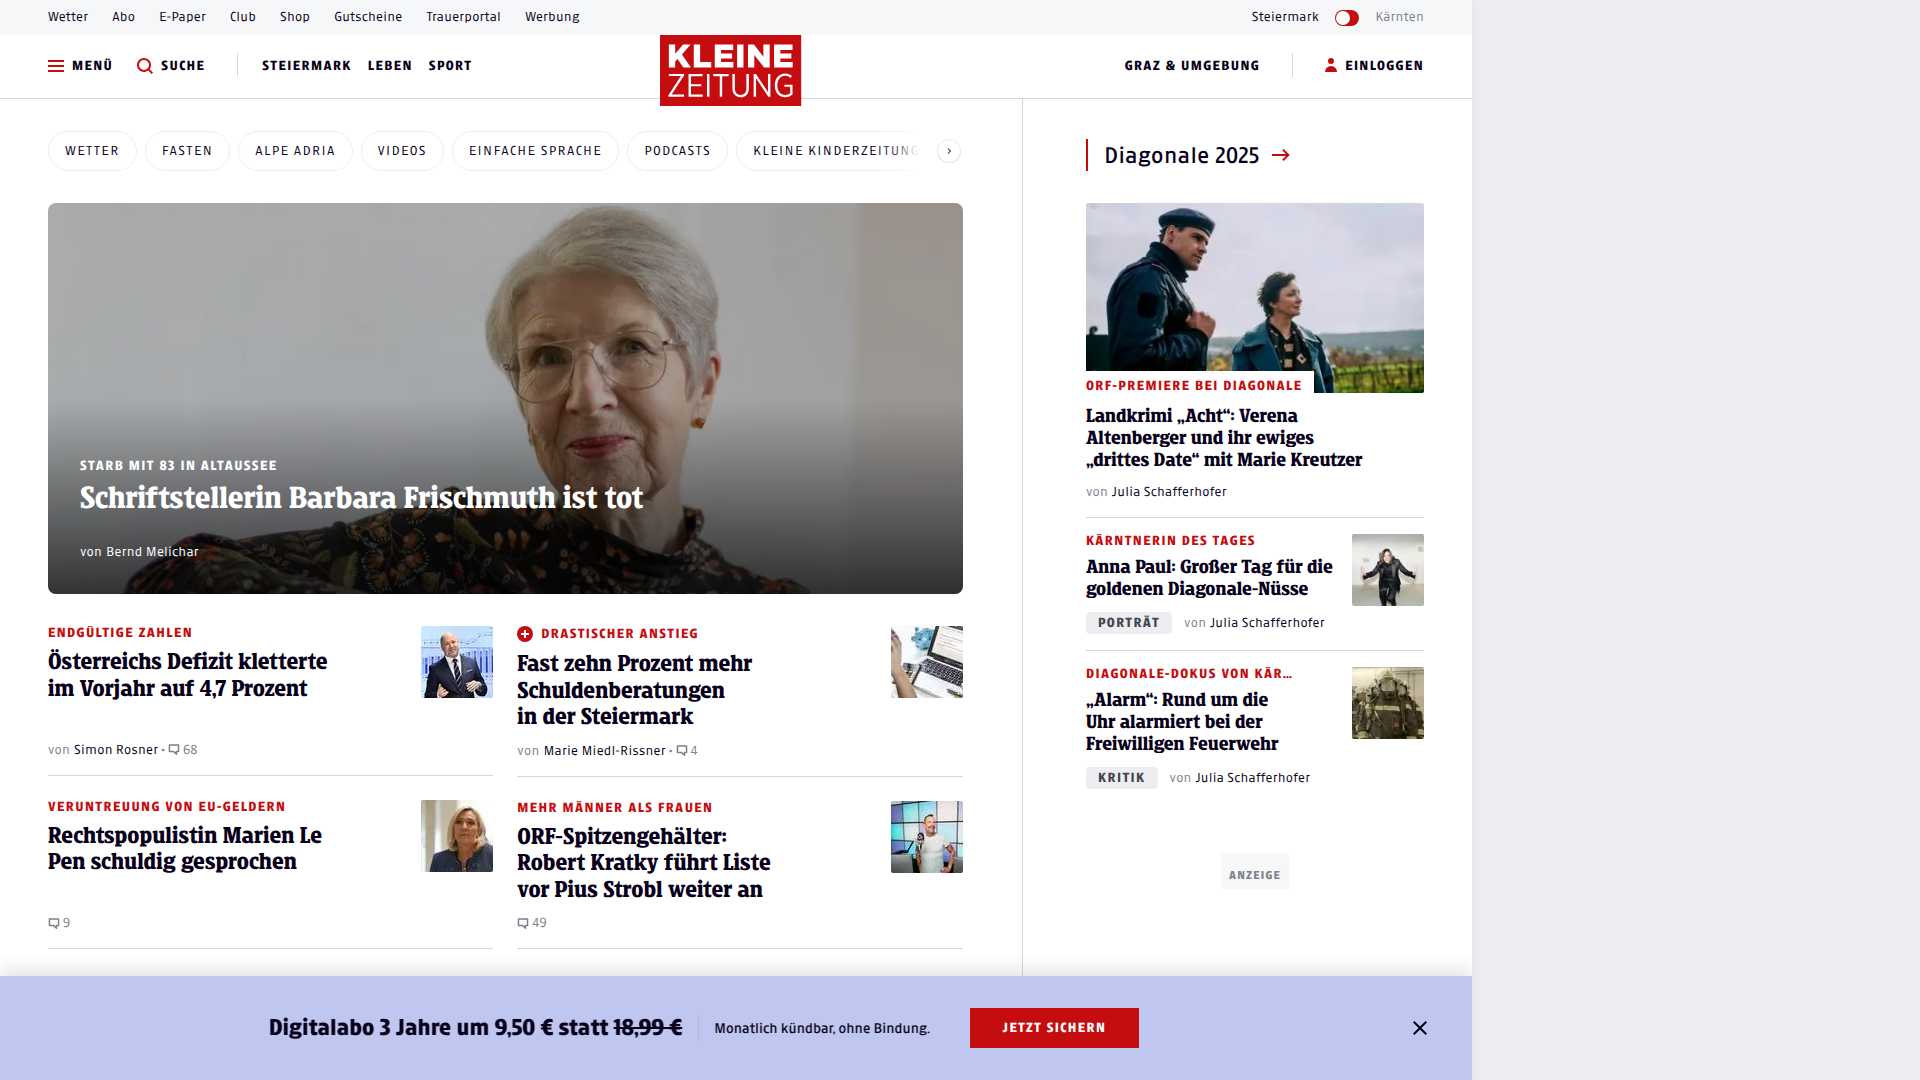 Wetter Abo E-Paper Club Shop Gutscheine Trauerportal Werbung Steiermark Kärnten
MENÜ SUCHE STEIERMARK LEBEN SPORT KLEINE ZEITUNG GRAZ & UMGEBUNG EINLOGGEN
WETTER FASTEN ALPE ADRIA VIDEOS EINFACHE SPRACHE PODCASTS KLEINE KINDERZEITUNG
STARB MIT 83 IN ALTAUSSEE
Schriftstellerin Barbara Frischmuth ist tot
von Bernd Melichar
ENDGÜLTIGE ZAHLEN
Österreichs Defizit kletterte
im Vorjahr auf 4,7 Prozent
von Simon Rosner • 68
DRASTISCHER ANSTIEG
Fast zehn Prozent mehr
Schuldenberatungen
in der Steiermark
von Marie Miedl-Rissner • 4
VERUNTREUUNG VON EU-GELDERN
Rechtspopulistin Marien Le
Pen schuldig gesprochen
9
MEHR MÄNNER ALS FRAUEN
ORF-Spitzengehälter:
Robert Kratky führt Liste
vor Pius Strobl weiter an
49
Diagonale 2025
ORF-PREMIERE BEI DIAGONALE
Landkrimi „Acht“: Verena
Altenberger und ihr ewiges
„drittes Date“ mit Marie Kreutzer
von Julia Schafferhofer
KÄRNTNERIN DES TAGES
Anna Paul: Großer Tag für die
goldenen Diagonale-Nüsse
PORTRÄT von Julia Schafferhofer
DIAGONALE-DOKUS VON KÄR...
„Alarm“: Rund um die
Uhr alarmiert bei der
Freiwilligen Feuerwehr
KRITIK von Julia Schafferhofer
ANZEIGE
Digitalabo 3 Jahre um 9,50 € statt 18,99 € Monatlich kündbar, ohne Bindung. JETZT SICHERN